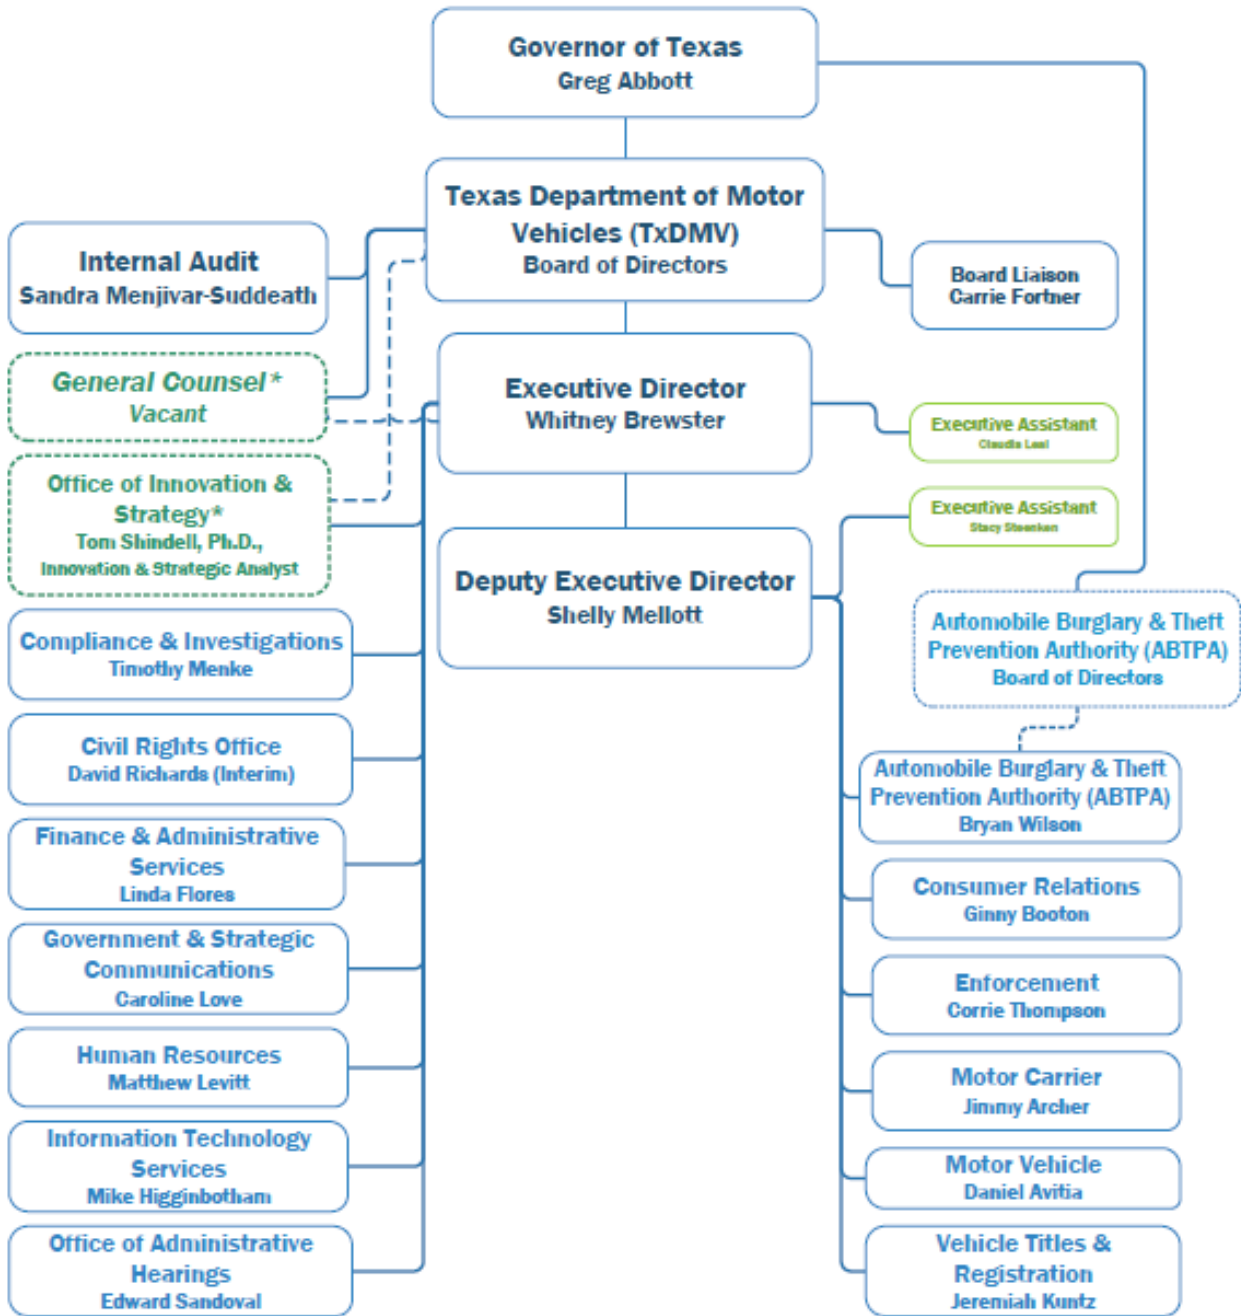 Governor of Texas
Greg Abbott
Texas Department of Motor
Vehicles (TxDMV)
Board of Directors
Internal Audit
Sandra Menjivar-Suddeath
Board Liaison
Carrie Fortner
General Counsel*
Vacant
Executive Director
Whitney Brewster
Executive Assistant
Claudia Leal
Office of Innovation &
Strategy*
Tom Shindell, Ph.D.,
Innovation & Strategic Analyst
Executive Assistant
Stacy Steenken
Deputy Executive Director
Shelly Mellott
Automobile Burglary & Theft
Prevention Authority (ABTPA)
Board of Directors
Compliance & Investigations
Timothy Menke
Civil Rights Office
David Richards (Interim)
Finance & Administrative
Services
Linda Flores
Government & Strategic
Communications
Caroline Love
Human Resources
Matthew Levitt
Information Technology
Services
Mike Higginbotham
Office of Administrative
Hearings
Edward Sandoval
Automobile Burglary & Theft
Prevention Authority (ABTPA)
Bryan Wilson
Consumer Relations
Ginny Booton
Enforcement
Corrie Thompson
Motor Carrier
Jimmy Archer
Motor Vehicle
Daniel Avitia
Vehicle Titles &
Registration
Jeremiah Kuntz